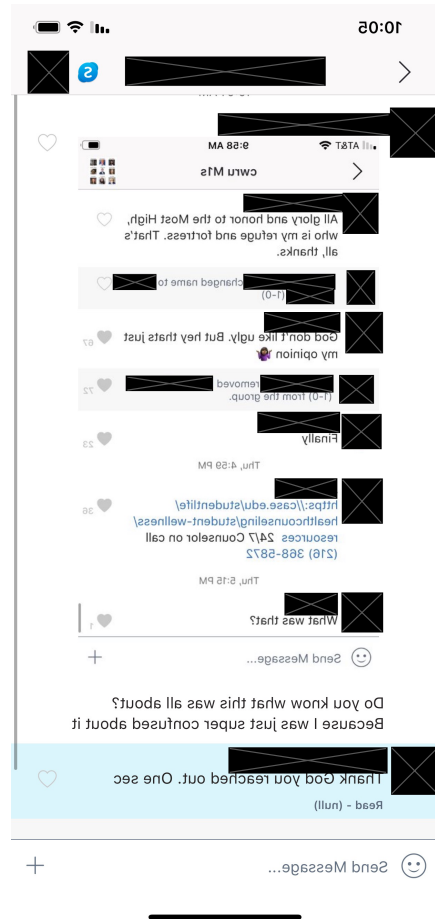 10:05
AT&T
9:58 AM
cwru M1s
All glory and honor to the Most High,
who is my refuge and fortress. That's
all, thanks.
changed name to
(1-0)
God don't like ugly. But hey thats just
my opinion 🤷🏾‍♀️
67
removed
(1-0) from the group.
72
Finally
23
Thu, 4:59 PM
https://case.edu/studentlife/
healthcounseling/student-wellness/
resources 24/7 Counselor on call
(216) 368-5872
36
Thu, 5:15 PM
What was that?
1
Send Message...
Do you know what this was all about?
Because I was just super confused about it
Thank God you reached out. One sec
Read - (null)
Send Message...